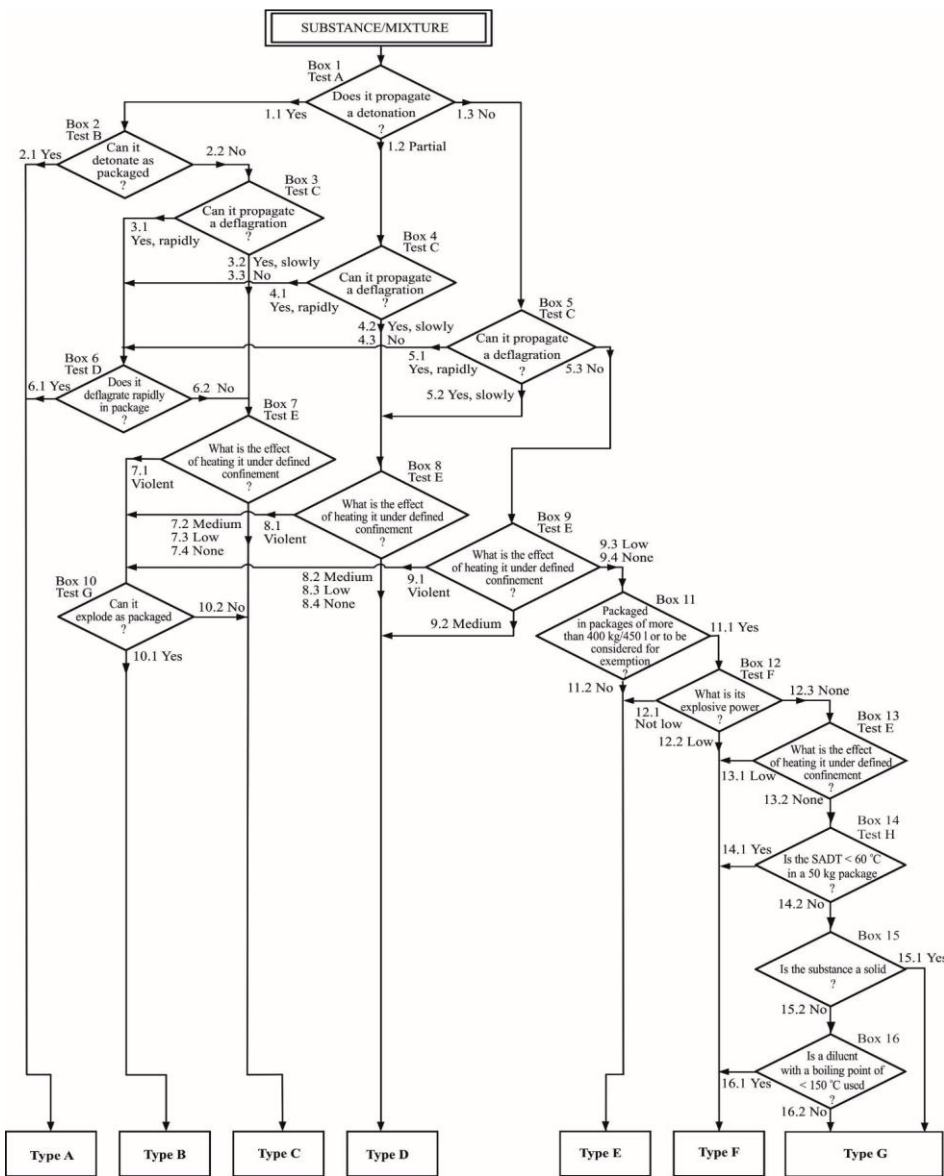 SUBSTANCE/MIXTURE
Box 1
Test A
Does it propagate
a detonation
?
1.1 Yes
1.3 No
1.2 Partial
Box 2
Test B
2.1 Yes
Can it
detonate as
packaged
?
2.2 No
Box 3
Test C
Can it propagate
a deflagration
?
3.1
Yes, rapidly
3.2 Yes, slowly
3.3 No
Box 4
Test C
Can it propagate
a deflagration
?
4.1
Yes, rapidly
4.2 Yes, slowly
4.3 No
Box 5
Test C
Can it propagate
a deflagration
?
5.1
Yes, rapidly
5.3 No
5.2 Yes, slowly
Box 6
Test D
6.1 Yes
Does it
deflagrate rapidly
in package
?
6.2 No
Box 7
Test E
What is the effect
of heating it under defined
confinement
?
7.1
Violent
7.2 Medium
7.3 Low
7.4 None
Box 8
Test E
What is the effect
of heating it under defined
confinement
?
8.1
Violent
8.2 Medium
8.3 Low
8.4 None
Box 9
Test E
What is the effect
of heating it under defined
confinement
?
9.1
Violent
9.3 Low
9.4 None
9.2 Medium
Box 10
Test G
Can it
explode as packaged
?
10.2 No
10.1 Yes
Box 11
Packaged
in packages of more
than 400 kg/450 l or to be
considered for
exemption
?
11.1 Yes
11.2 No
Box 12
Test F
What is its
explosive power
?
12.1
Not low
12.3 None
12.2 Low
Box 13
Test E
What is the effect
of heating it under defined
confinement
?
13.1 Low
13.2 None
Box 14
Test H
14.1 Yes
Is the SADT < 60 °C
in a 50 kg package
?
14.2 No
Box 15
Is the substance a solid
?
15.1 Yes
15.2 No
Box 16
Is a diluent
with a boiling point of
< 150 °C used
?
16.1 Yes
16.2 No
Type A
Type B
Type C
Type D
Type E
Type F
Type G